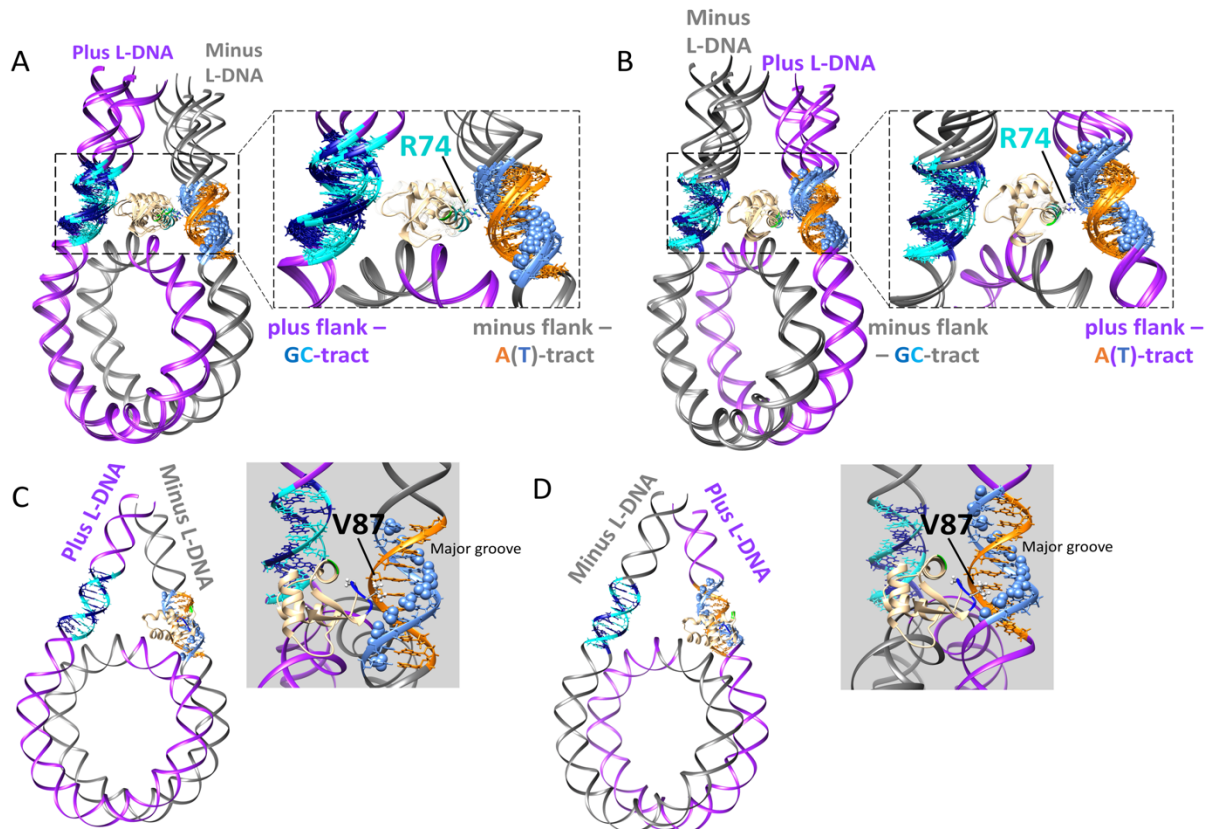 A
Plus L-DNA
Minus
L-DNA
R74
plus flank –
GC-tract
minus flank –
A(T)-tract
B
Minus
L-DNA
Plus L-DNA
R74
minus flank
– GC-tract
plus flank –
A(T)-tract
C
Plus L-DNA
Minus L-DNA
V87
Major groove
D
Minus L-DNA
Plus L-DNA
V87
Major groove